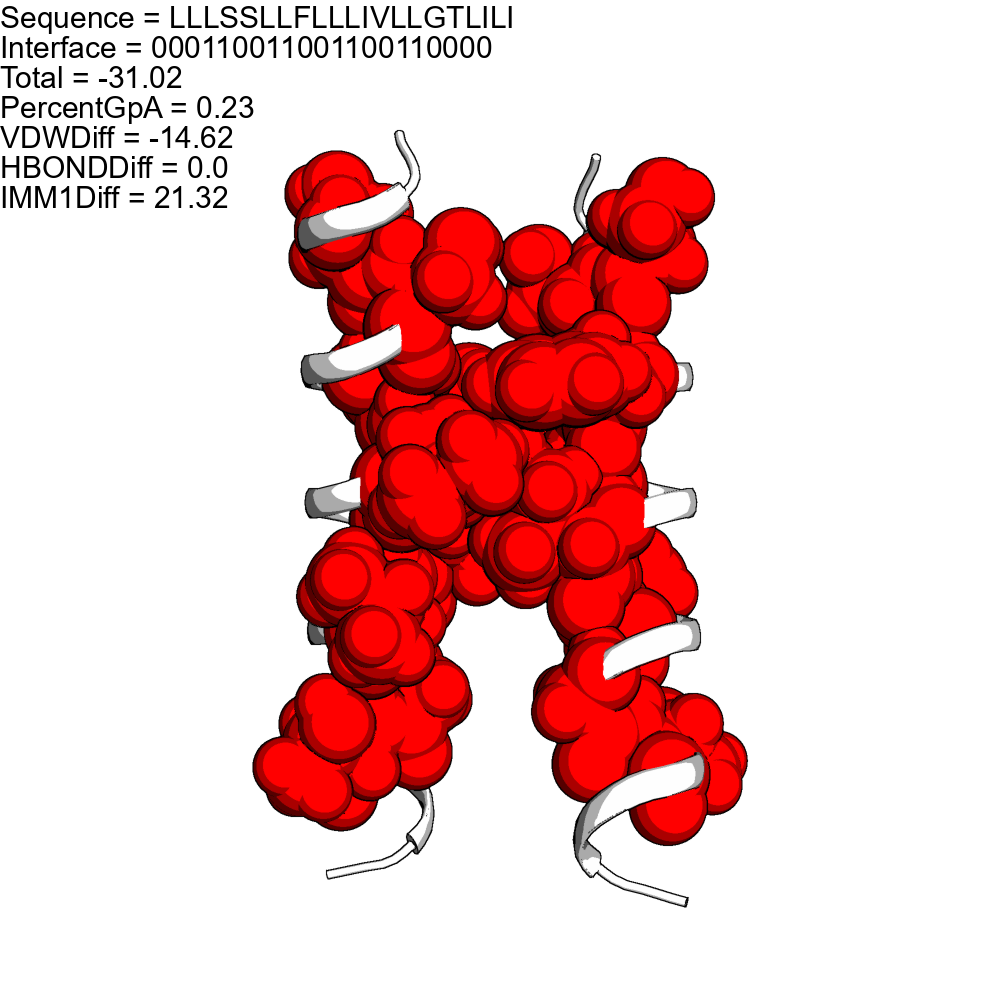 Sequence = LLLSSLLFLLLIVLLGTLILI
Interface = 000110011001100110000
Total = -31.02
PercentGpA = 0.23
VDWDiff = -14.62
HBONDDiff = 0.0
IMM1Diff = 21.32